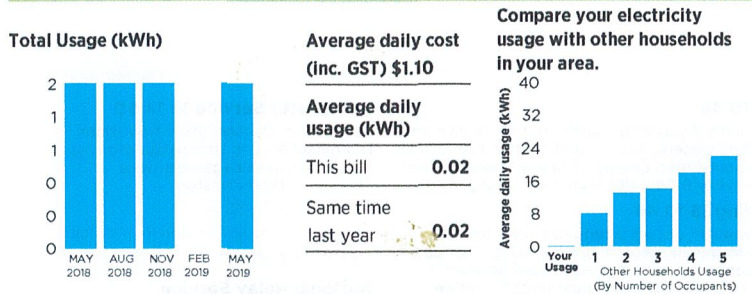 Total Usage (kWh)
2
1
1
0
0
0
MAY
2018
AUG
2018
NOV
2018
FEB
2019
MAY
2019
Average daily cost
(inc. GST) $1.10
Average daily
usage (kWh)
This bill 0.02
Same time
last year 0.02
Compare your electricity
usage with other households
in your area.
Average daily usage (kWh)
40
32
24
16
8
0
Your
Usage
1 2 3 4 5
Other Households Usage
(By Number of Occupants)